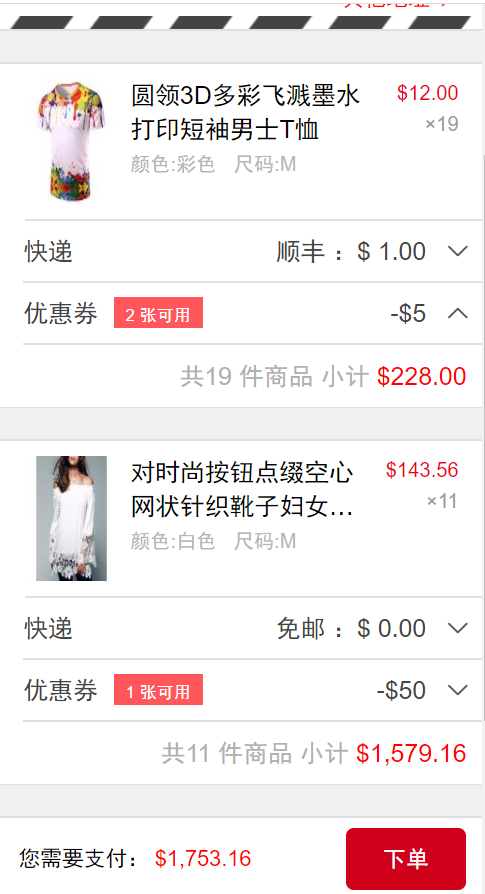 圆领3D多彩飞溅墨水 $12.00
打印短袖男士T恤 ×19
颜色:彩色 尺码:M
快递 顺丰 : $ 1.00
优惠券 2 张可用 -$5
共19 件商品 小计 $228.00
对时尚按钮点缀空心 $143.56
网状针织靴子妇女... ×11
颜色:白色 尺码:M
快递 免邮 : $ 0.00
优惠券 1 张可用 -$50
共11 件商品 小计 $1,579.16
您需要支付: $1,753.16 下单